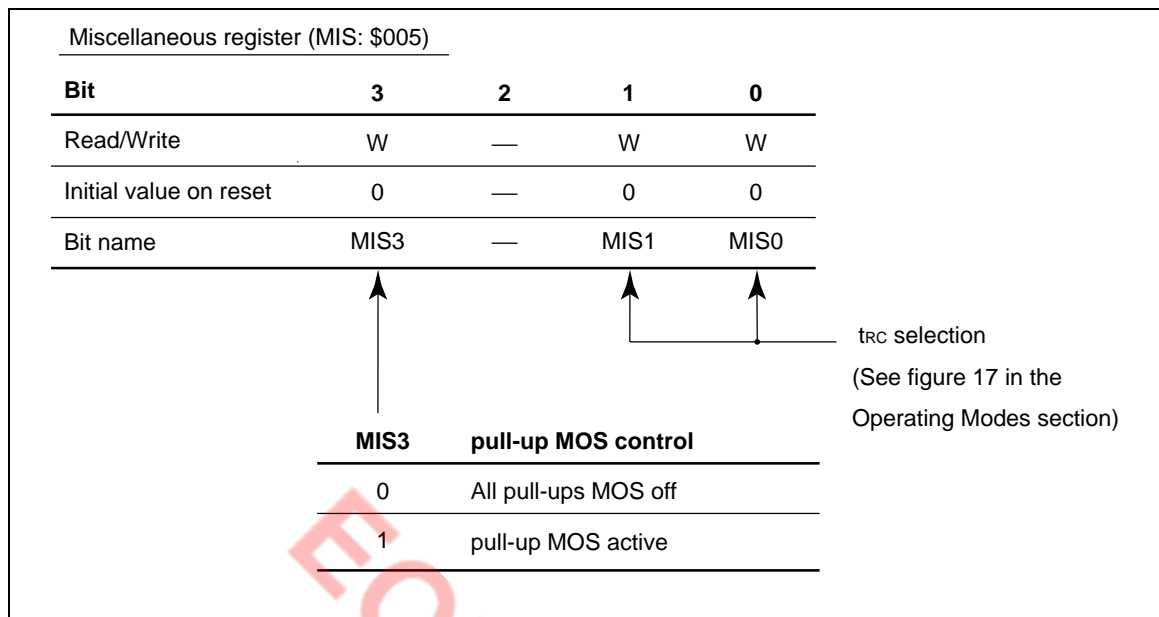 Miscellaneous register (MIS: $005)
Bit 3 2 1 0
Read/Write W — W W
Initial value on reset 0 — 0 0
Bit name MIS3 — MIS1 MIS0
tRC selection
(See figure 17 in the
Operating Modes section)
MIS3 pull-up MOS control
0 All pull-ups MOS off
1 pull-up MOS active
EO